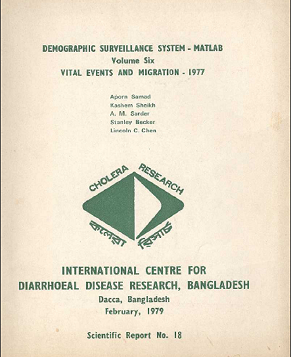 DEMOGRAPHIC SURVEILLANCE SYSTEM - MATLAB
Volume Six
VITAL EVENTS AND MIGRATION - 1977
Aporn Samad
Kashem Sheikh
A. M. Sarder
Stanley Becker
Lincoln C. Chen
CHOLERA RESEARCH
কলেরা রিসার্চ
INTERNATIONAL CENTRE FOR
DIARRHOEAL DISEASE RESEARCH, BANGLADESH
Dacca, Bangladesh
February, 1979
Scientific Report No. 18